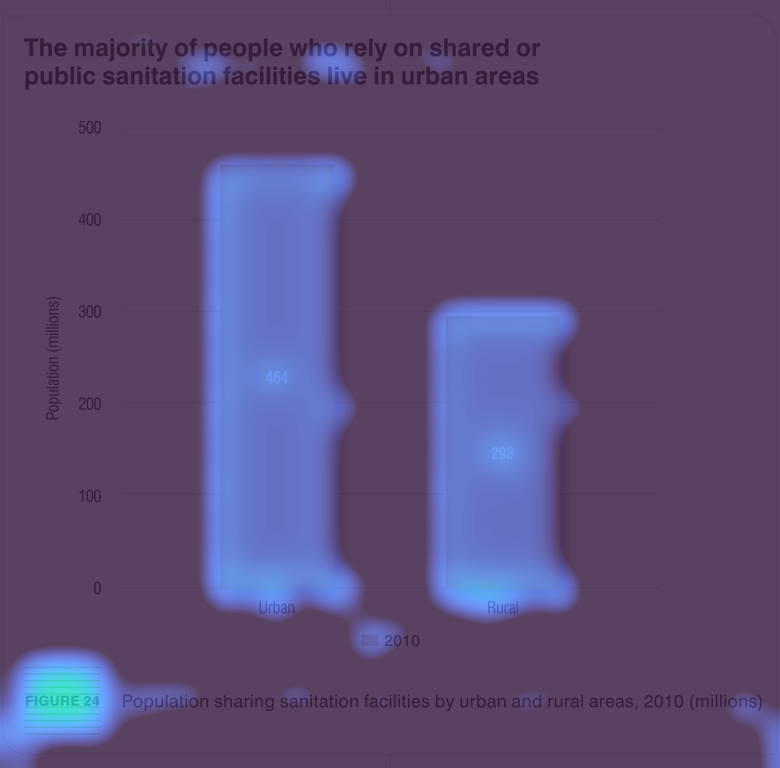 The majority of people who rely on shared or
public sanitation facilities live in urban areas
500
400
300
200
100
0
Population (millions)
464
298
Urban
Rural
2010
FIGURE 24 Population sharing sanitation facilities by urban and rural areas, 2010 (millions)